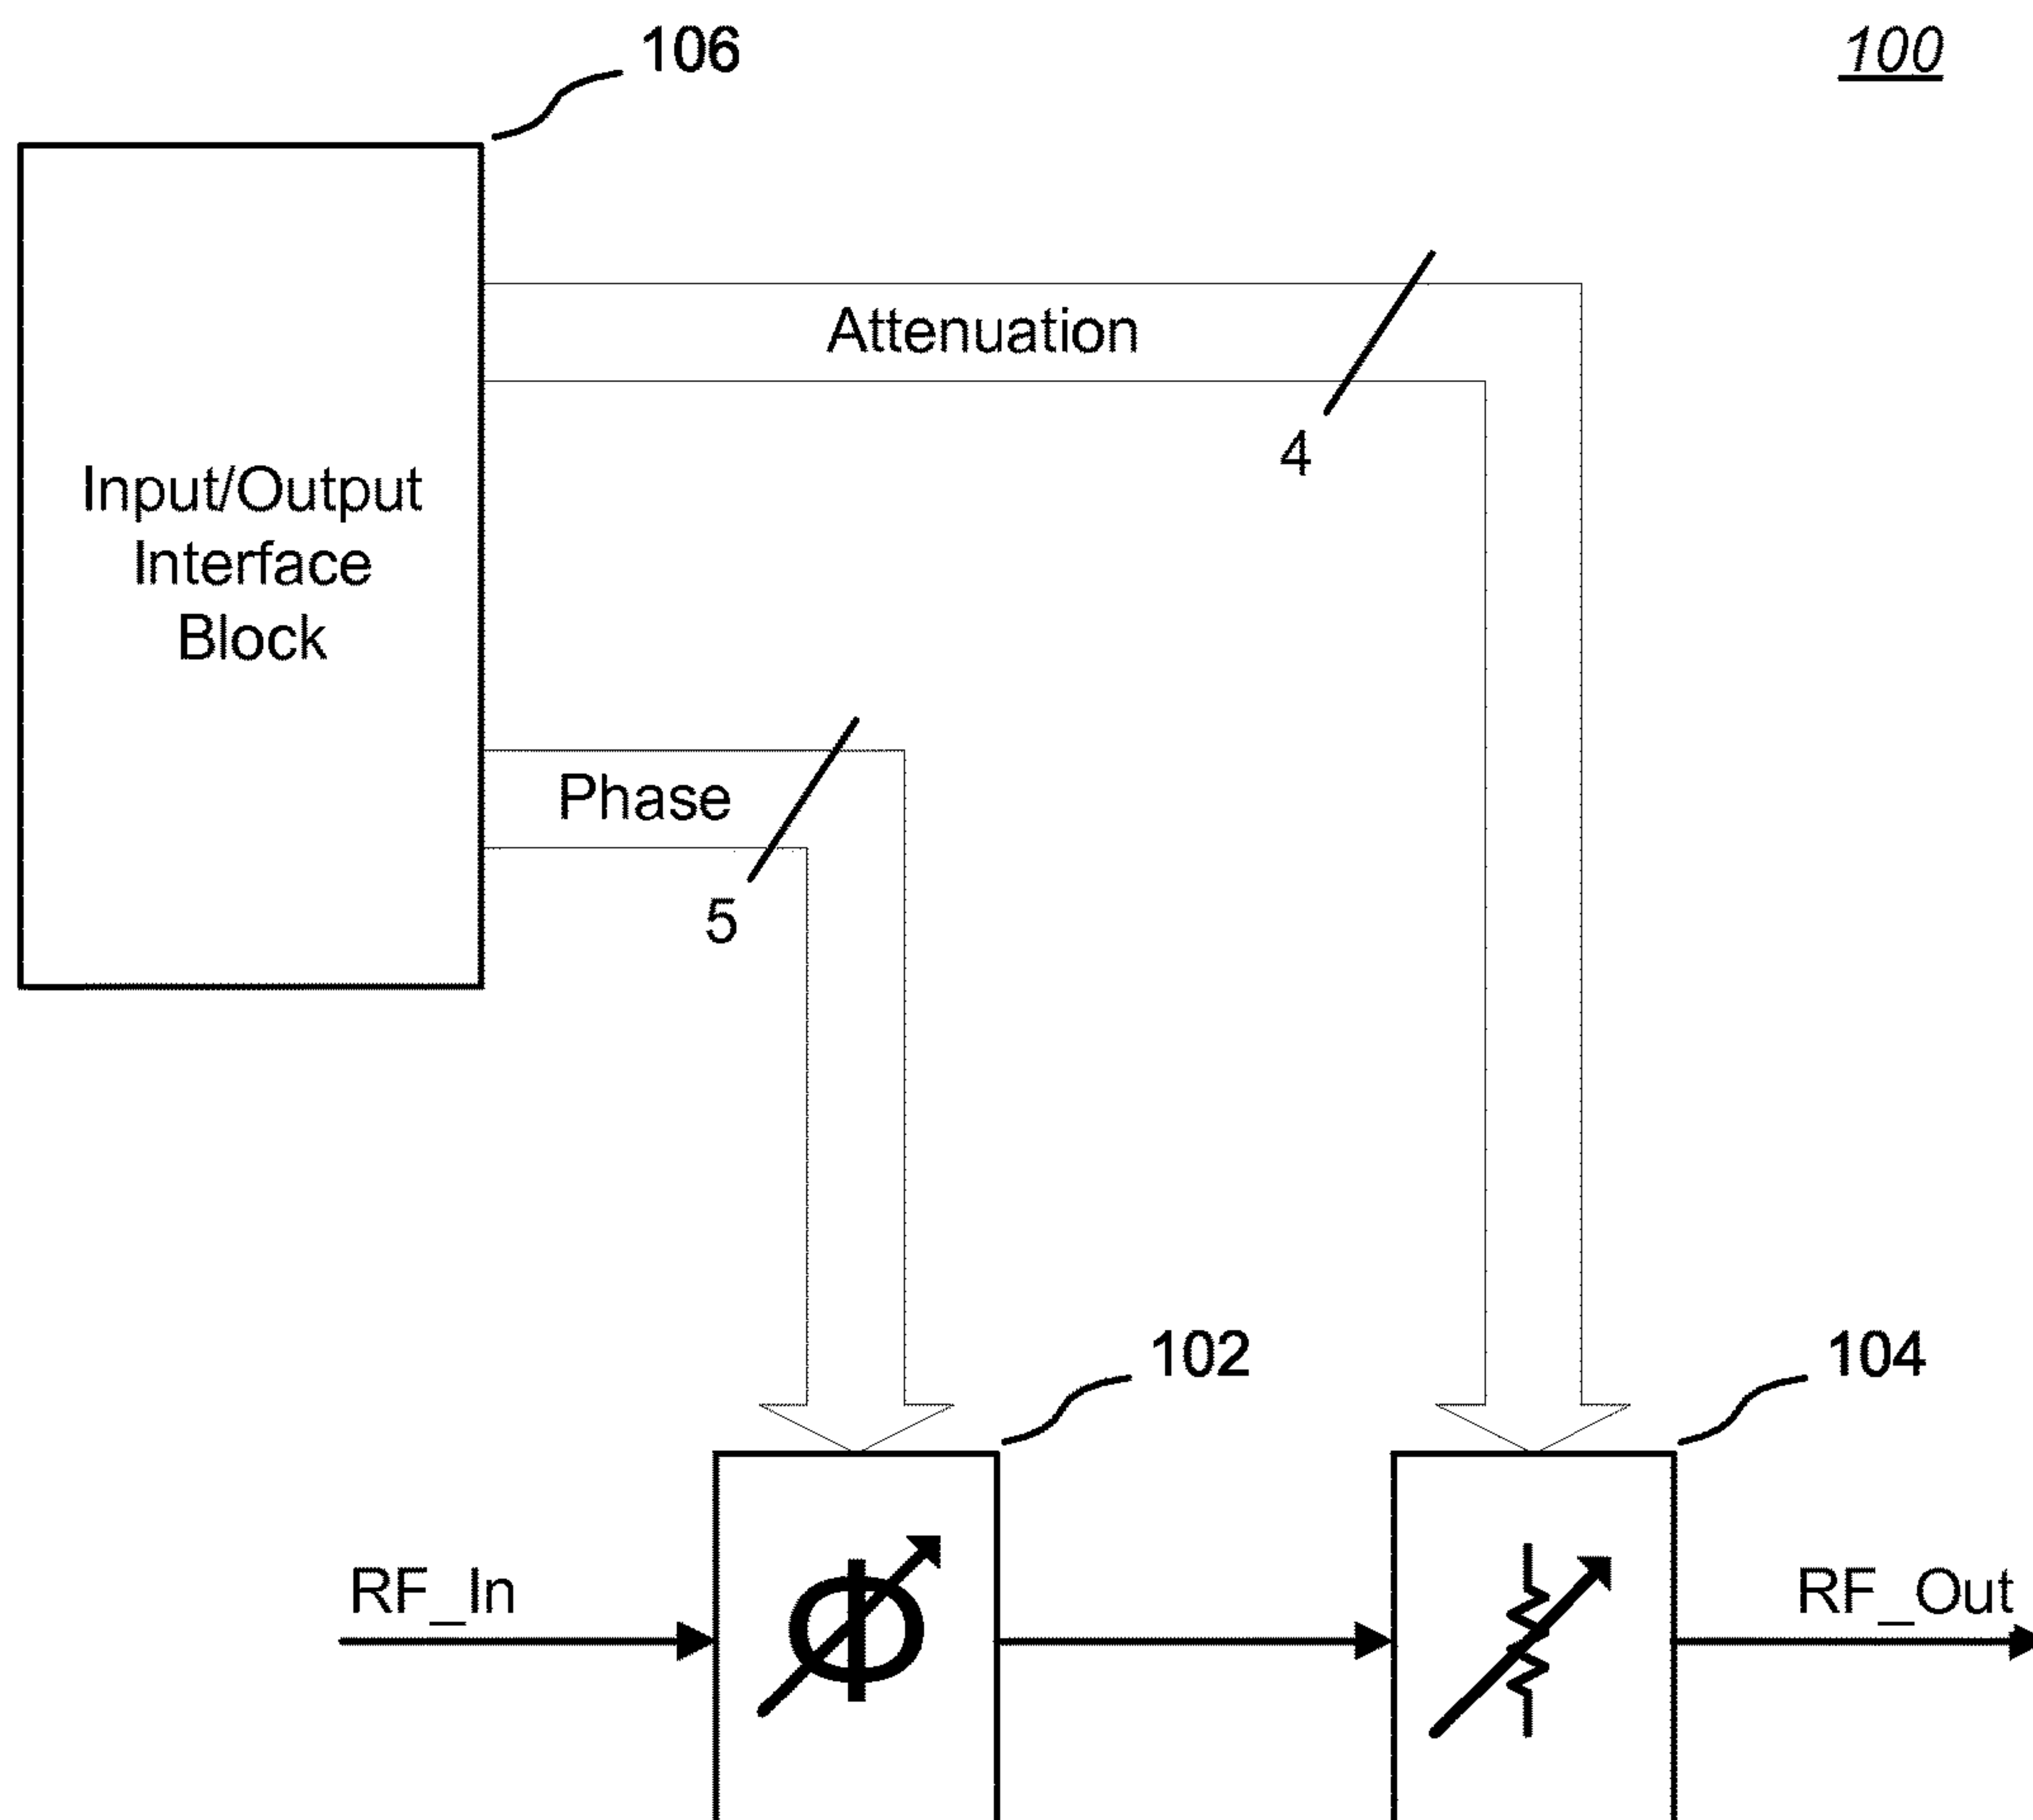 106
100
Attenuation
4
Input/Output
Interface
Block
Phase
5
102
104
RF_In
Φ
RF_Out